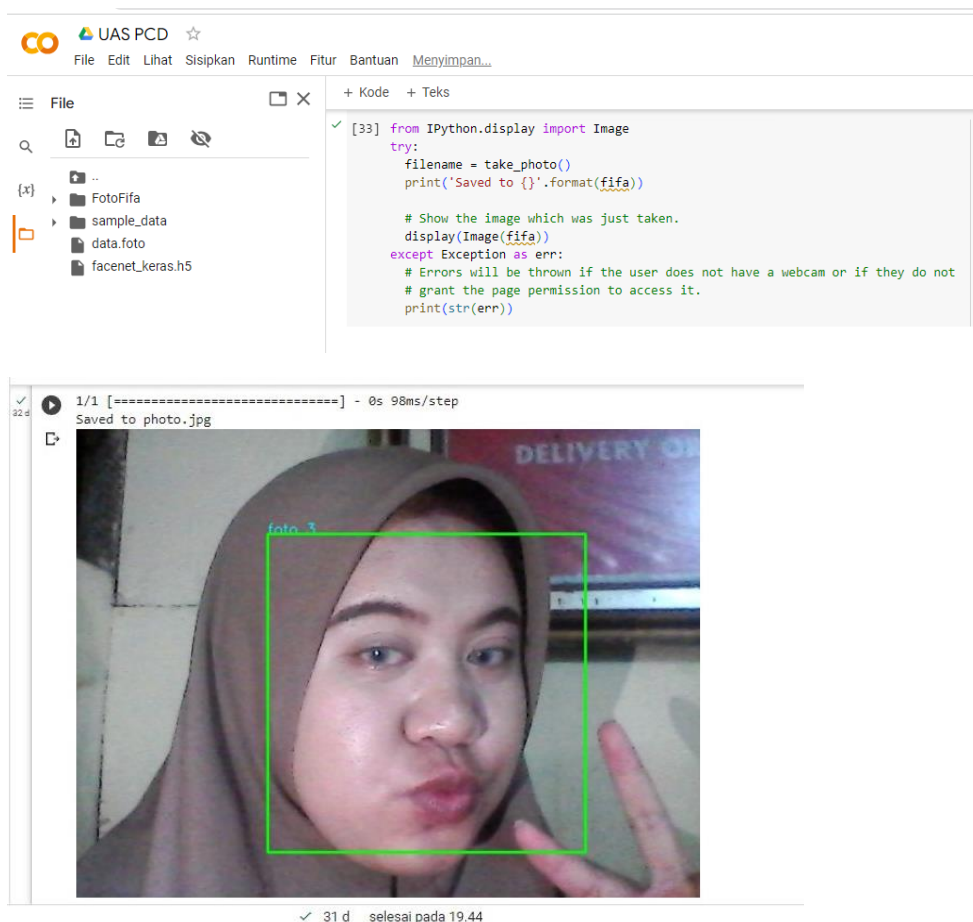 UAS PCD
File Edit Lihat Sisipkan Runtime Fitur Bantuan Menyimpan...
File
+ Kode + Teks
..
FotoFifa
sample_data
data.foto
facenet_keras.h5
{x}
[33] from IPython.display import Image
try:
filename = take_photo()
print('Saved to {}'.format(fifa))
# Show the image which was just taken.
display(Image(fifa))
except Exception as err:
# Errors will be thrown if the user does not have a webcam or if they do not
# grant the page permission to access it.
print(str(err))
32 d
1/1 [==============================] - 0s 98ms/step
Saved to photo.jpg
DELIVERY
foto_3
31 d selesai pada 19.44